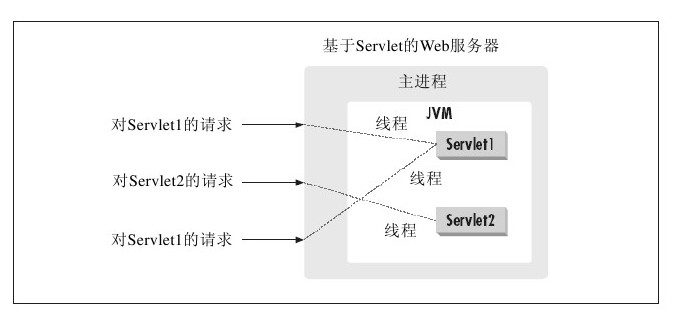 基于Servlet的Web服务器
主进程
JVM
对Servlet1的请求
线程
Servlet1
对Servlet2的请求
线程
Servlet2
对Servlet1的请求
线程